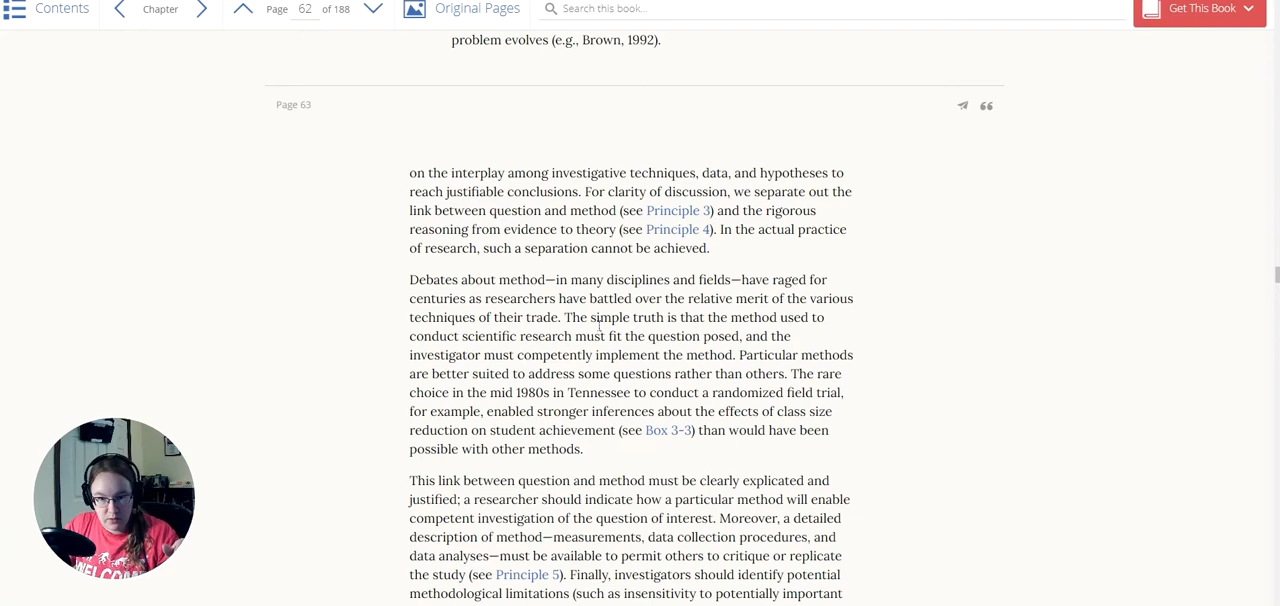 Contents
Chapter
Page 62 of 188
Original Pages
Search this book...
Get This Book
problem evolves (e.g., Brown, 1992).
Page 63
on the interplay among investigative techniques, data, and hypotheses to
reach justifiable conclusions. For clarity of discussion, we separate out the
link between question and method (see Principle 3) and the rigorous
reasoning from evidence to theory (see Principle 4). In the actual practice
of research, such a separation cannot be achieved.
Debates about method—in many disciplines and fields—have raged for
centuries as researchers have battled over the relative merit of the various
techniques of their trade. The simple truth is that the method used to
conduct scientific research must fit the question posed, and the
investigator must competently implement the method. Particular methods
are better suited to address some questions rather than others. The rare
choice in the mid 1980s in Tennessee to conduct a randomized field trial,
for example, enabled stronger inferences about the effects of class size
reduction on student achievement (see Box 3-3) than would have been
possible with other methods.
This link between question and method must be clearly explicated and
justified; a researcher should indicate how a particular method will enable
competent investigation of the question of interest. Moreover, a detailed
description of method—measurements, data collection procedures, and
data analyses—must be available to permit others to critique or replicate
the study (see Principle 5). Finally, investigators should identify potential
methodological limitations (such as insensitivity to potentially important